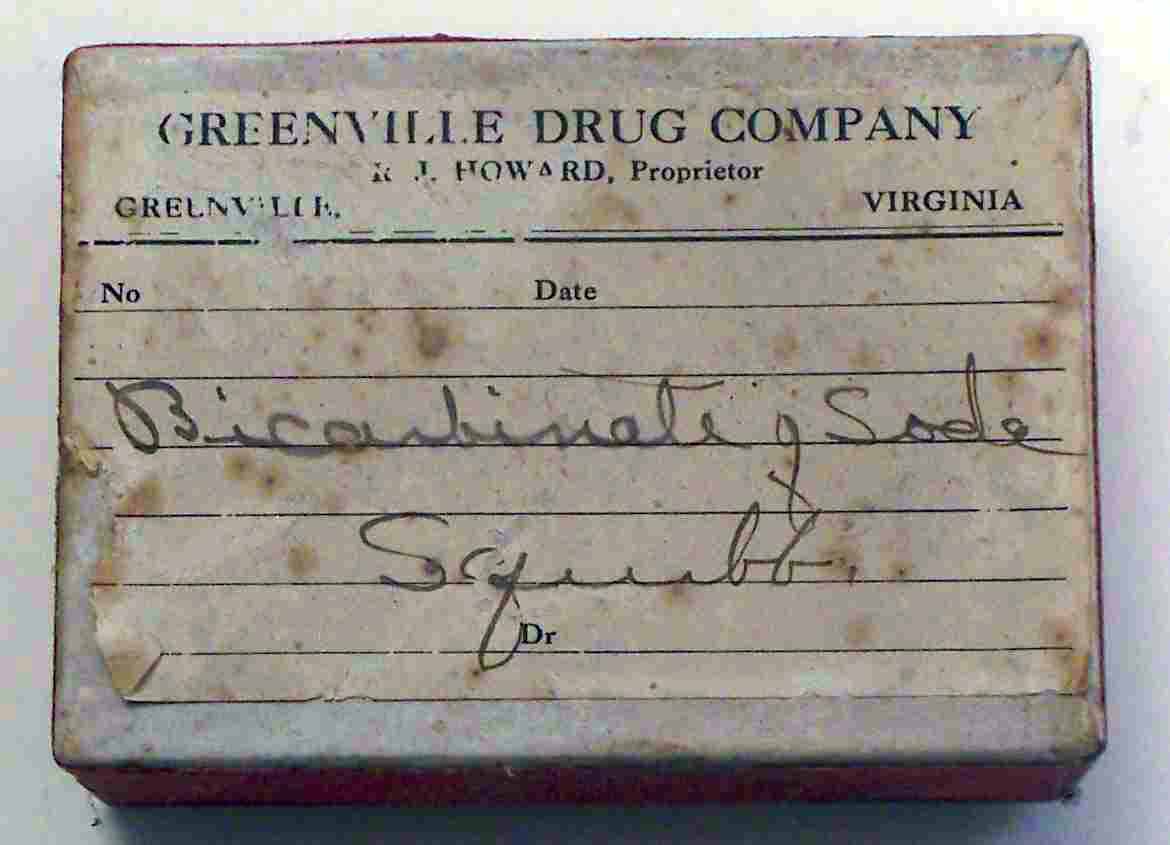 GREENVILLE DRUG COMPANY
R. J. HOWARD, Proprietor
GREENVILLE, VIRGINIA
No Date
Bicarbinate of Soda
Squibb.
Dr